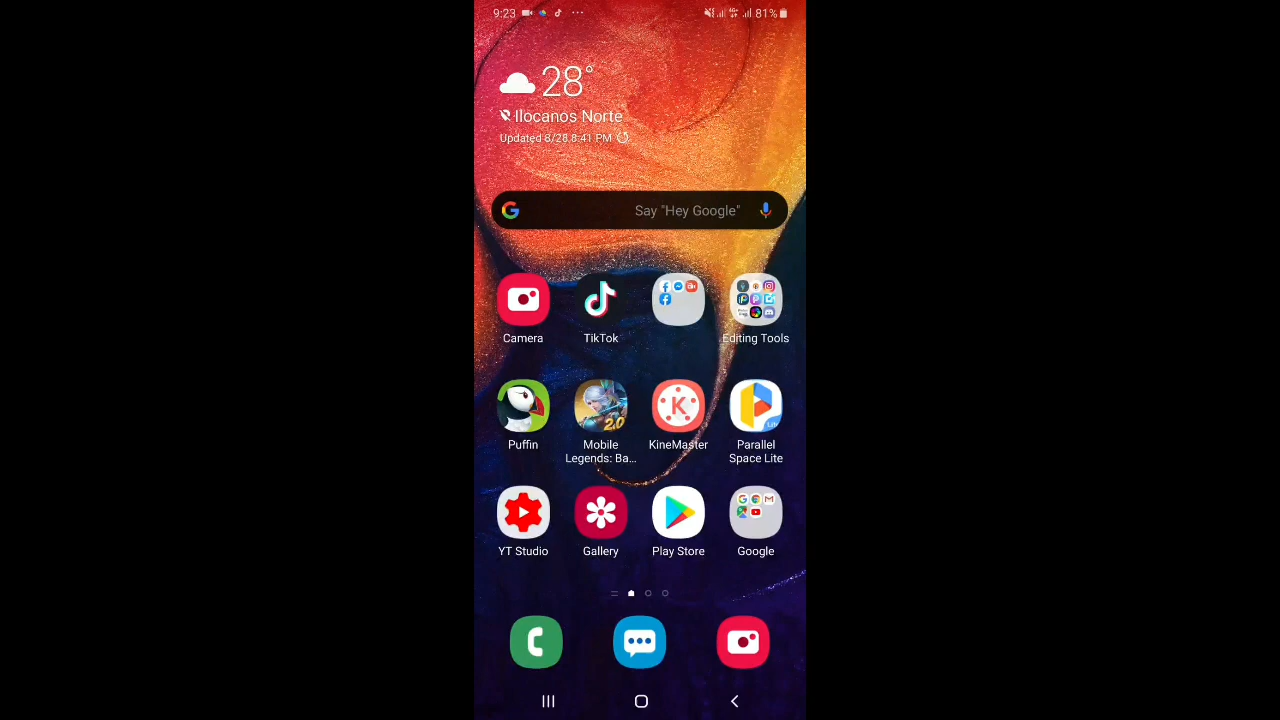 9:23
81%
28°
Ilocanos Norte
Updated 8/28 8:41 PM
Say "Hey Google"
Camera
TikTok
Editing Tools
Puffin
Mobile
Legends: Ba...
KineMaster
Parallel
Space Lite
YT Studio
Gallery
Play Store
Google